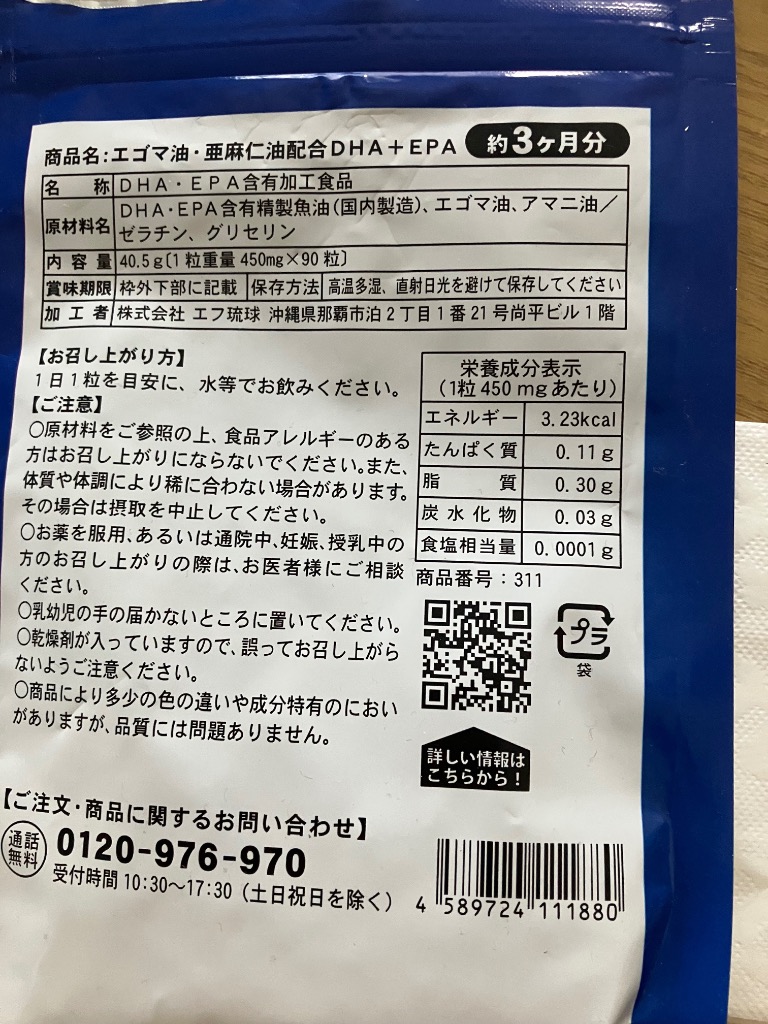 商品名:エゴマ油・亜麻仁油配合DHA+EPA 約3ヶ月分
名称 DHA・EPA含有加工食品
原材料名 DHA・EPA含有精製魚油(国内製造)、エゴマ油、アマニ油/
ゼラチン、グリセリン
内容量 40.5g〔1粒重量 450mg×90粒〕
賞味期限 枠外下部に記載 保存方法 高温多湿、直射日光を避けて保存してください
加工者 株式会社 エフ琉球 沖縄県那覇市泊2丁目1番21号尚平ビル1階
【お召し上がり方】
1日1粒を目安に、水等でお飲みください。
【ご注意】
○原材料をご参照の上、食品アレルギーのある
方はお召し上がりにならないでください。また、
体質や体調により稀に合わない場合があります。
その場合は摂取を中止してください。
○お薬を服用、あるいは通院中、妊娠、授乳中の
方のお召し上がりの際は、お医者様にご相談
ください。
○乳幼児の手の届かないところに置いてください。
○乾燥剤が入っていますので、誤ってお召し上がら
ないようご注意ください。
○商品により多少の色の違いや成分特有のにおい
がありますが、品質には問題ありません。
栄養成分表示
(1粒 450mgあたり)
エネルギー 3.23kcal
たんぱく質 0.11g
脂質 0.30g
炭水化物 0.03g
食塩相当量 0.0001g
商品番号:311
プラ
袋
詳しい情報は
こちらから!
【ご注文・商品に関するお問い合わせ】
通話
無料
0120-976-970
受付時間 10:30〜17:30(土日祝日を除く)
4 589724 111880